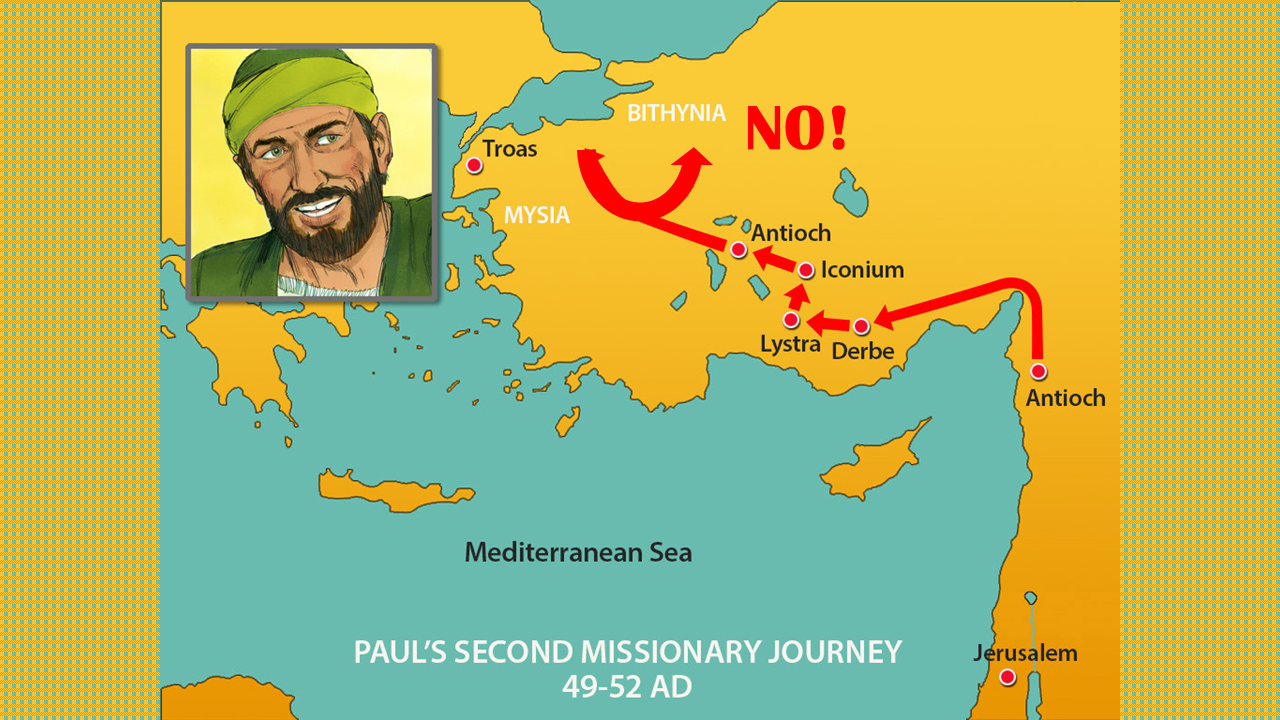 BITHYNIA
NO!
Troas
MYSIA
Antioch
Iconium
Lystra
Derbe
Antioch
Mediterranean Sea
PAUL'S SECOND MISSIONARY JOURNEY
49-52 AD
Jerusalem